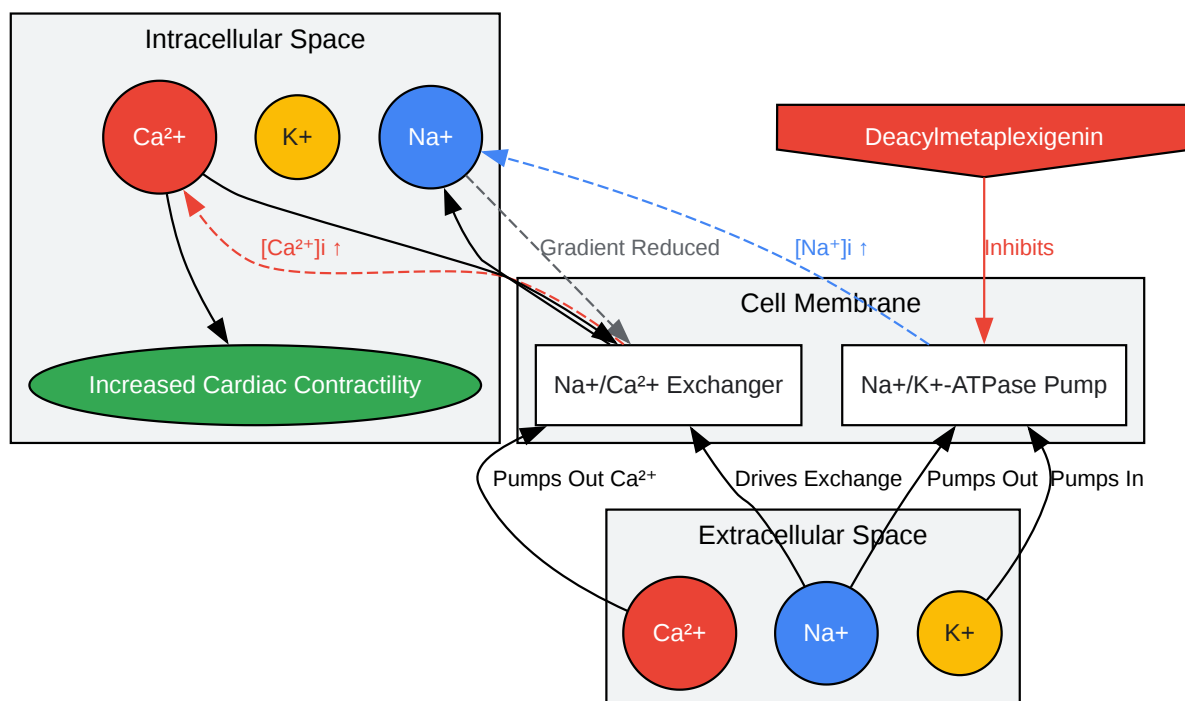 Intracellular Space
Ca²+
K+
Na+
Deacylmetaplexigenin
[Ca²⁺]i ↑
Gradient Reduced
[Na⁺]i ↑
Inhibits
Cell Membrane
Increased Cardiac Contractility
Na+/Ca²+ Exchanger
Na+/K+-ATPase Pump
Pumps Out Ca²⁺
Drives Exchange
Pumps Out
Pumps In
Extracellular Space
Ca²+
Na+
K+